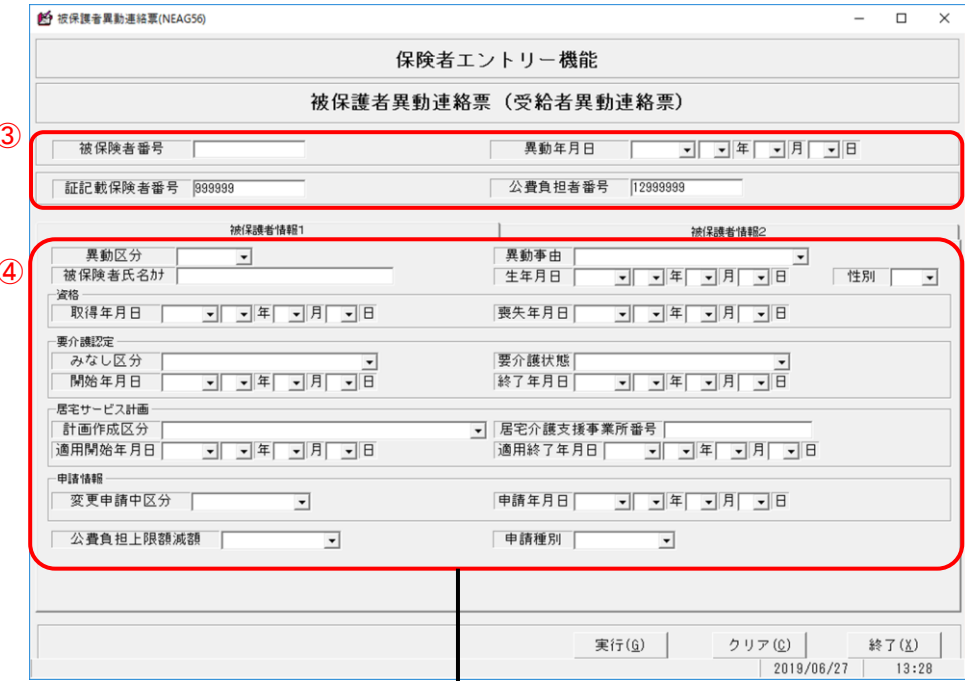 被保護者異動連絡票(NEAG56)
保険者エントリー機能
被保護者異動連絡票（受給者異動連絡票）
③
被保険者番号 異動年月日 年 月 日
証記載保険者番号 999999 公費負担者番号 12999999
被保護者情報1 被保護者情報2
④
異動区分 異動事由
被保険者氏名ｶﾅ 生年月日 年 月 日 性別
資格
取得年月日 年 月 日 喪失年月日 年 月 日
要介護認定
みなし区分 要介護状態
開始年月日 年 月 日 終了年月日 年 月 日
居宅サービス計画
計画作成区分 居宅介護支援事業所番号
適用開始年月日 年 月 日 適用終了年月日 年 月 日
申請情報
変更申請中区分 申請年月日 年 月 日
公費負担上限額減額 申請種別
実行(G) クリア(C) 終了(X)
2019/06/27 13:28